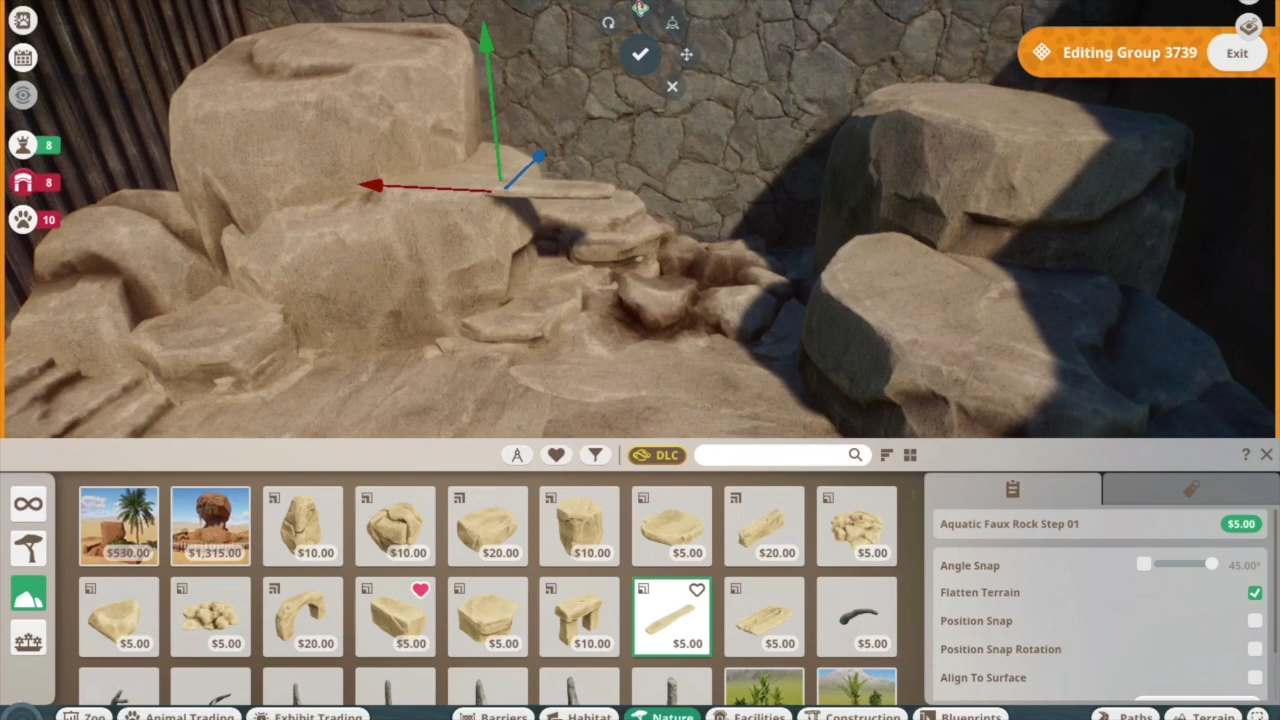 Editing Group 3739
Exit
8
8
10
DLC
?
$530.00
$1,315.00
$10.00
$10.00
$20.00
$10.00
$5.00
$20.00
$5.00
$5.00
$5.00
$20.00
$5.00
$5.00
$10.00
$5.00
$5.00
$5.00
Aquatic Faux Rock Step 01
$5.00
Angle Snap
45.00°
Flatten Terrain
Position Snap
Position Snap Rotation
Align To Surface
Zoo
Animal Trading
Exhibit Trading
Barriers
Habitat
Nature
Facilities
Construction
Blueprints
Paths
Terrain